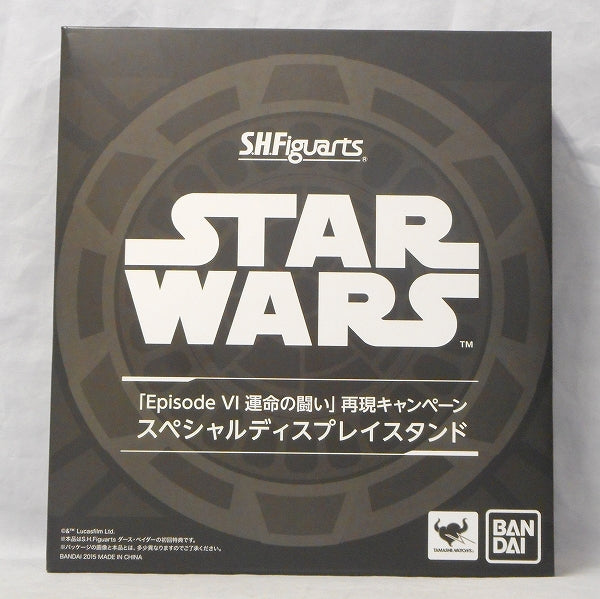 S.H.Figuarts®
STAR
WARS™
「Episode VI 運命の闘い」再現キャンペーン
スペシャルディスプレイスタンド
©&™ Lucasfilm Ltd.
※本品はS.H.Figuarts ダース・ベイダーの初回特典です。
※パッケージの画像と本品とは、多少異なりますのでご了承ください。
BANDAI 2015 MADE IN CHINA
TAMASHII NATIONS
BAN
DAI